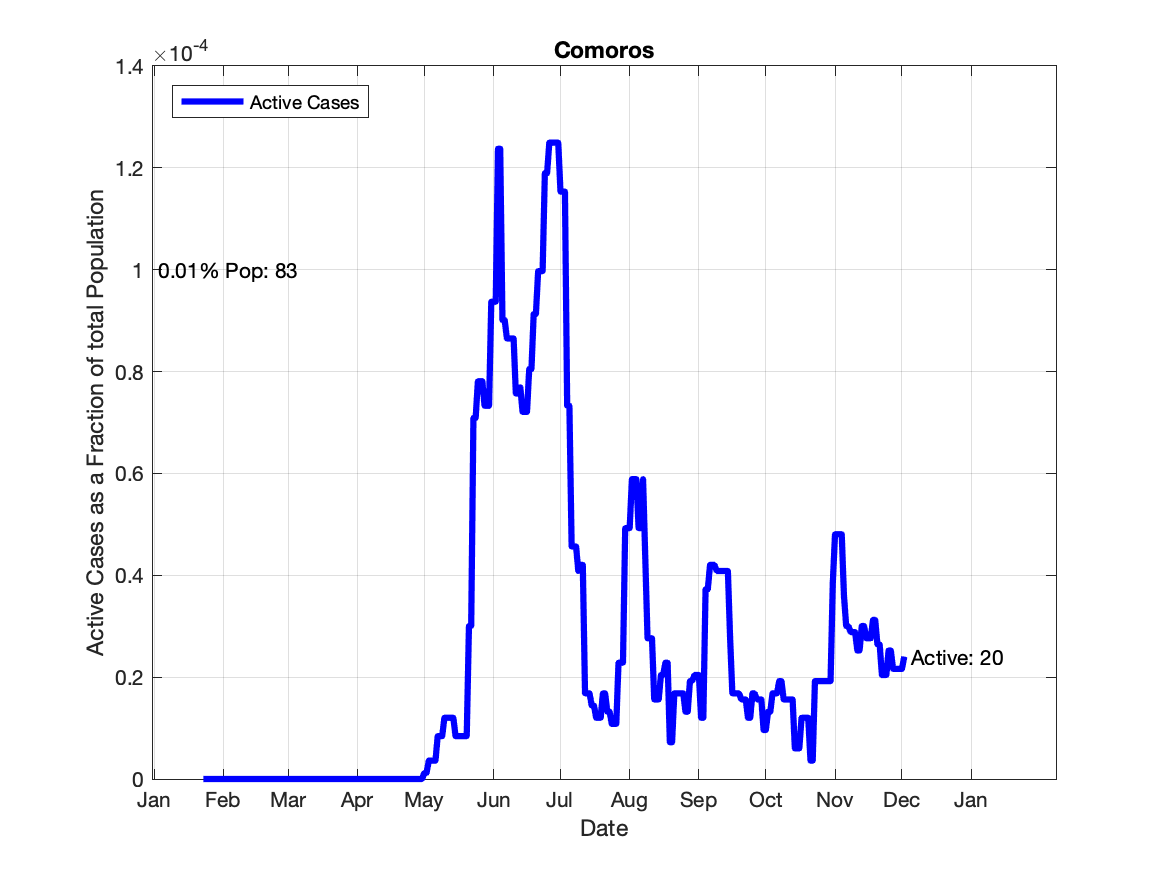 Comoros
×10⁻⁴
1.4
1.2
1
0.8
0.6
0.4
0.2
0
Active Cases
0.01% Pop: 83
Active: 20
Active Cases as a Fraction of total Population
Jan Feb Mar Apr May Jun Jul Aug Sep Oct Nov Dec Jan
Date